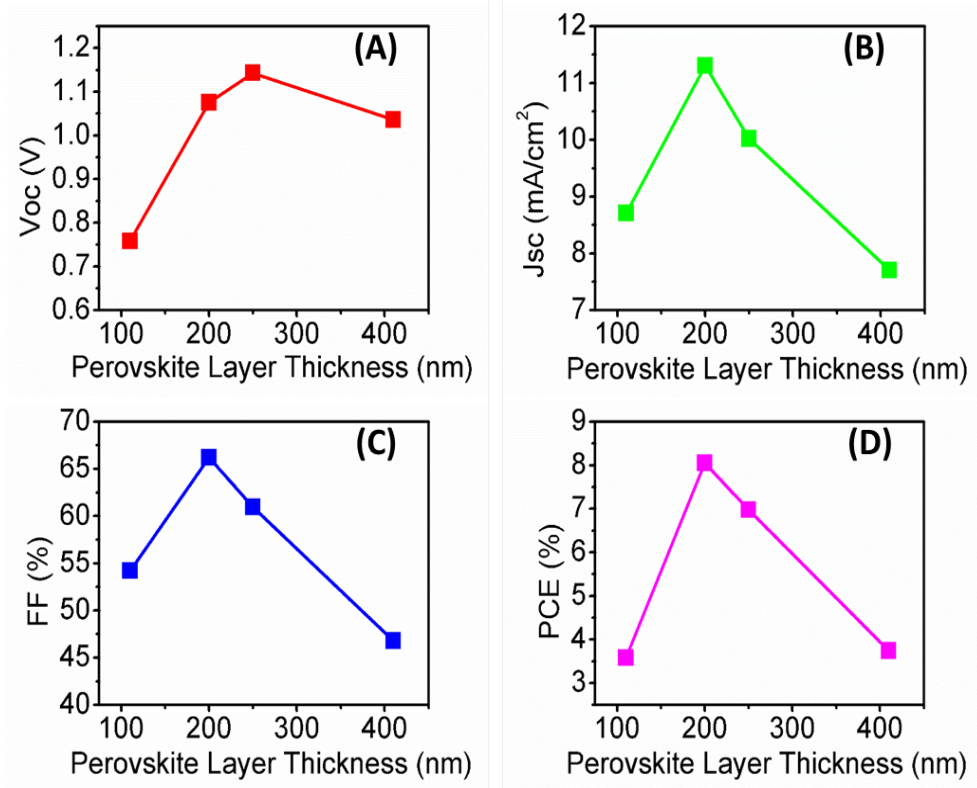 (A)
1.2
1.1
1.0
0.9
0.8
0.7
0.6
Voc (V)
100 200 300 400
Perovskite Layer Thickness (nm)
(B)
12
11
10
9
8
7
Jsc (mA/cm²)
100 200 300 400
Perovskite Layer Thickness (nm)
(C)
70
65
60
55
50
45
40
FF (%)
100 200 300 400
Perovskite Layer Thickness (nm)
(D)
9
8
7
6
5
4
3
PCE (%)
100 200 300 400
Perovskite Layer Thickness (nm)